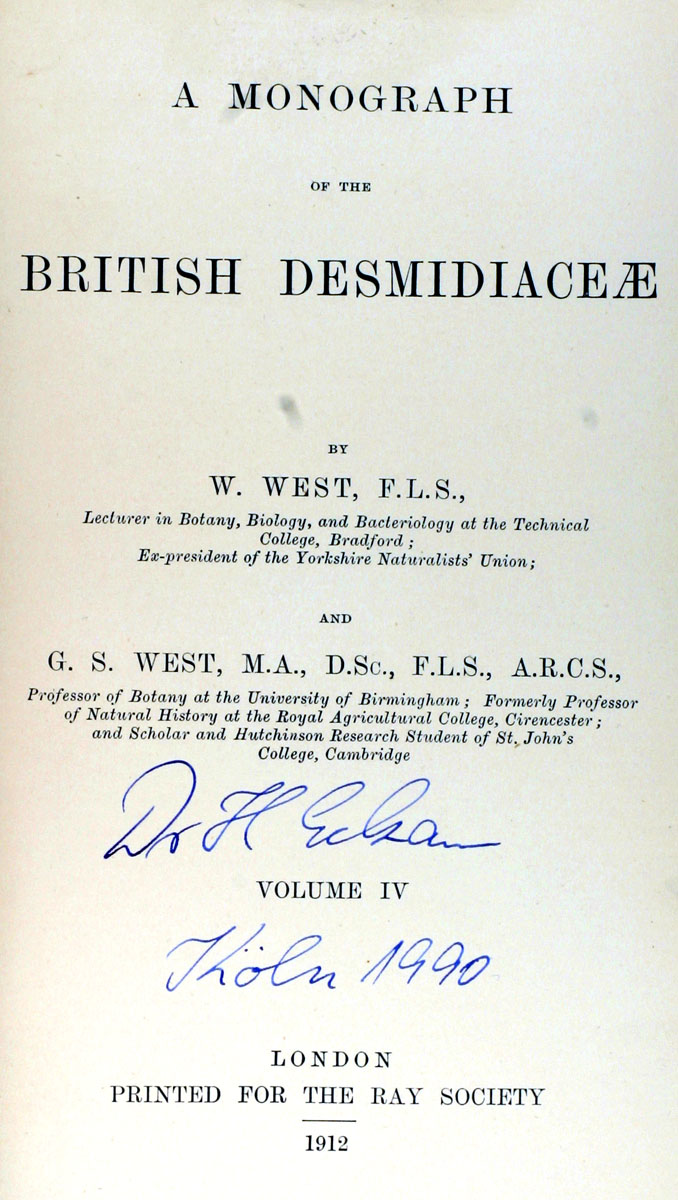 A MONOGRAPH
OF THE
BRITISH DESMIDIACEÆ
BY
W. WEST, F.L.S.,
Lecturer in Botany, Biology, and Bacteriology at the Technical
College, Bradford ;
Ex-president of the Yorkshire Naturalists' Union;
AND
G. S. WEST, M.A., D.Sc., F.L.S., A.R.C.S.,
Professor of Botany at the University of Birmingham ; Formerly Professor
of Natural History at the Royal Agricultural College, Cirencester ;
and Scholar and Hutchinson Research Student of St. John's
College, Cambridge
Dr H
VOLUME IV
Köln 1990
LONDON
PRINTED FOR THE RAY SOCIETY
1912